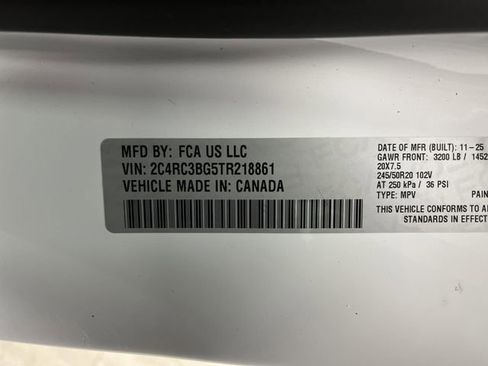 MFD BY: FCA US LLC
VIN: 2C4RC3BG5TR218861
VEHICLE MADE IN: CANADA
DATE OF MFR (BUILT): 11-25
GAWR FRONT: 3200 LB / 1452
20X7.5
245/50R20 102V
AT 250 kPa / 36 PSI
TYPE: MPV PAIN
THIS VEHICLE CONFORMS TO AL
STANDARDS IN EFFECT